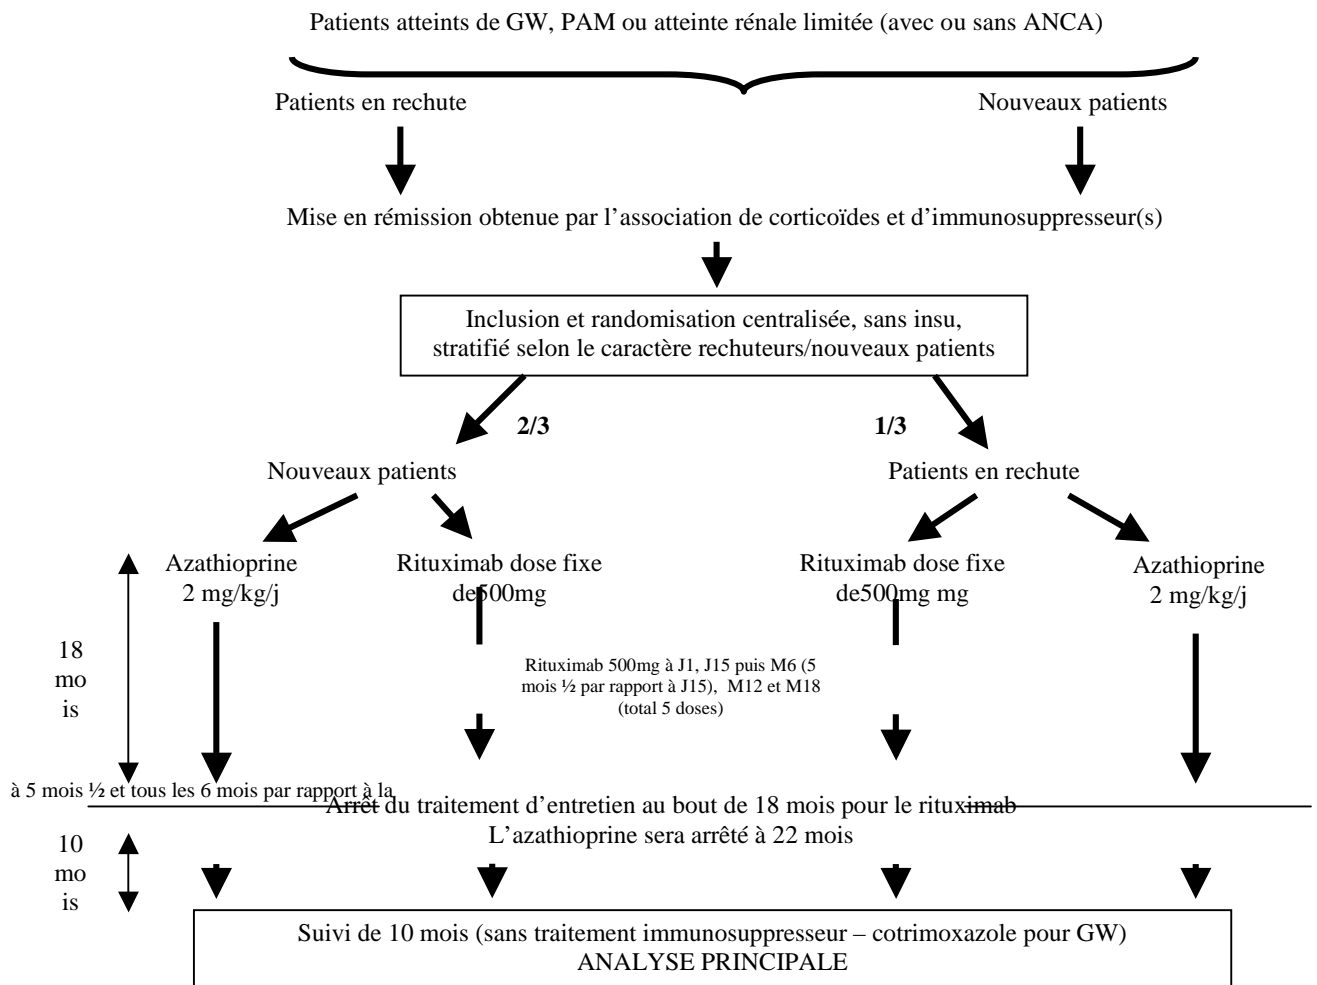 Patients atteints de GW, PAM ou atteinte rénale limitée (avec ou sans ANCA)
Patients en rechute
Nouveaux patients
Mise en rémission obtenue par l’association de corticoïdes et d’immunosuppresseur(s)
Inclusion et randomisation centralisée, sans insu,
stratifié selon le caractère rechuteurs/nouveaux patients
2/3
1/3
Nouveaux patients
Patients en rechute
Azathioprine
2 mg/kg/j
Rituximab dose fixe
de500mg
Rituximab dose fixe
de500mg mg
Azathioprine
2 mg/kg/j
18
mo
is
Rituximab 500mg à J1, J15 puis M6 (5
mois ½ par rapport à J15), M12 et M18
(total 5 doses)
à 5 mois ½ et tous les 6 mois par rapport à la
Arrêt du traitement d’entretien au bout de 18 mois pour le rituximab
L’azathioprine sera arrêté à 22 mois
10
mo
is
Suivi de 10 mois (sans traitement immunosuppresseur – cotrimoxazole pour GW)
ANALYSE PRINCIPALE